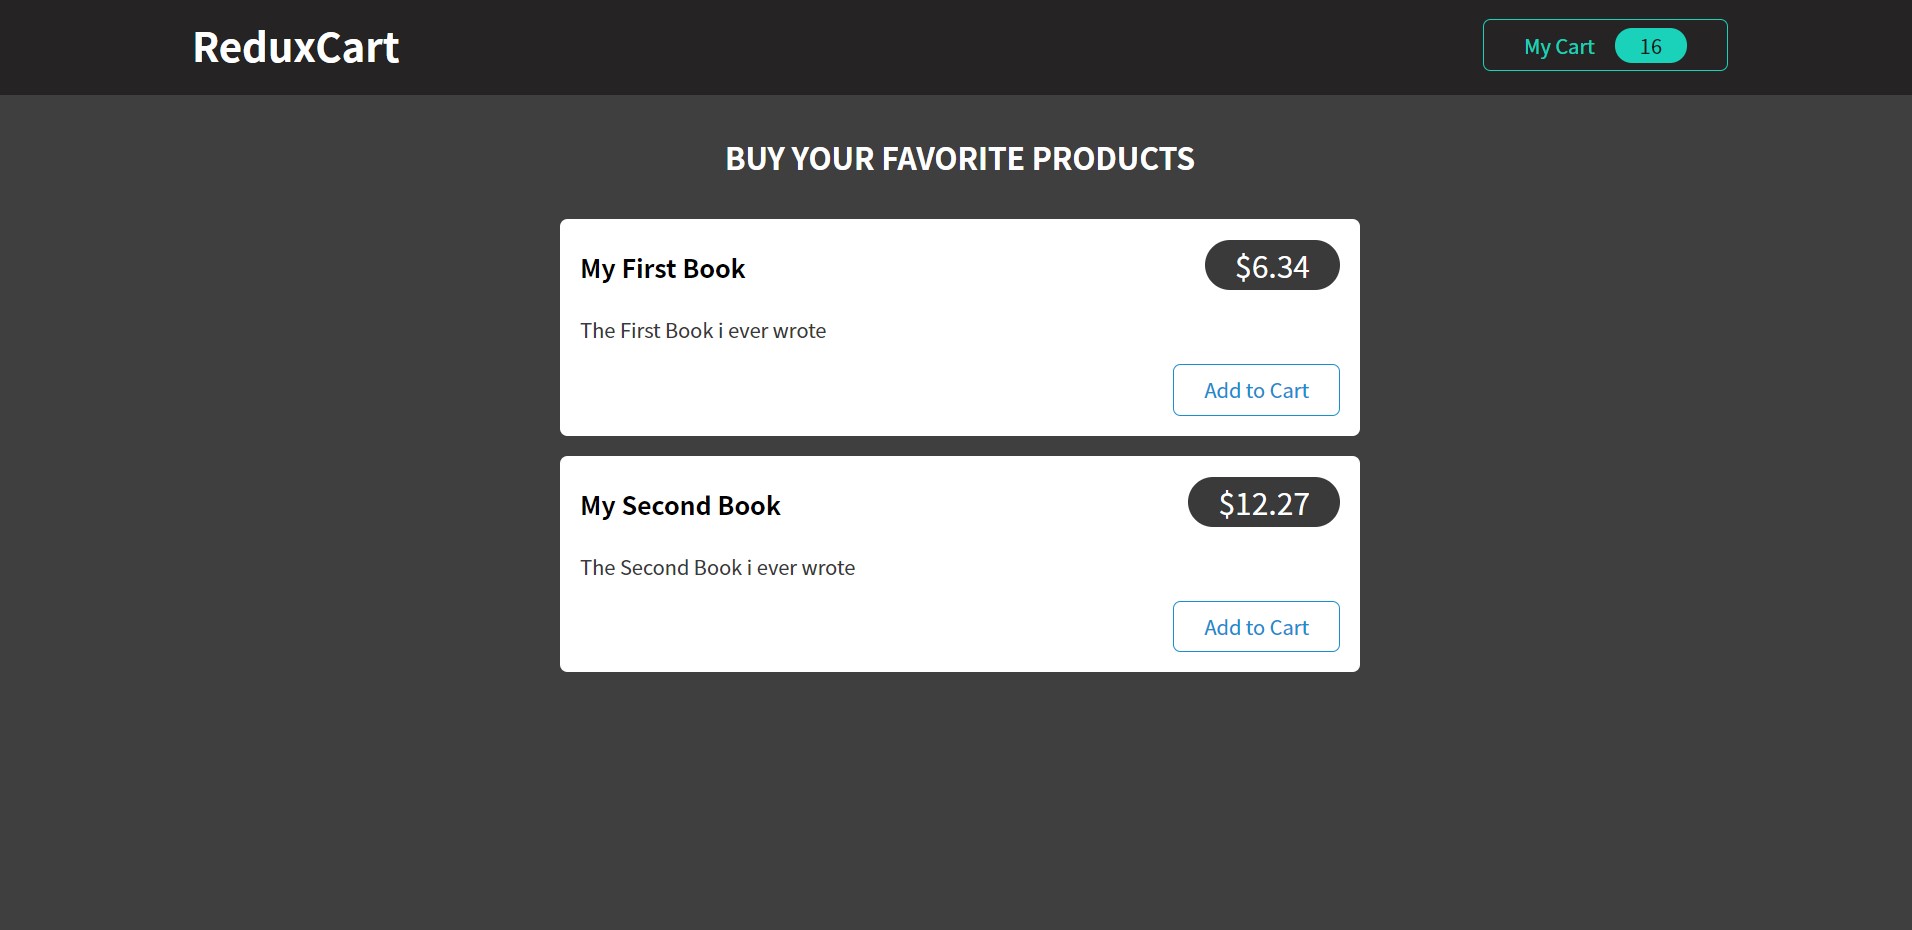 ReduxCart
My Cart 16
BUY YOUR FAVORITE PRODUCTS
My First Book
$6.34
The First Book i ever wrote
Add to Cart
My Second Book
$12.27
The Second Book i ever wrote
Add to Cart